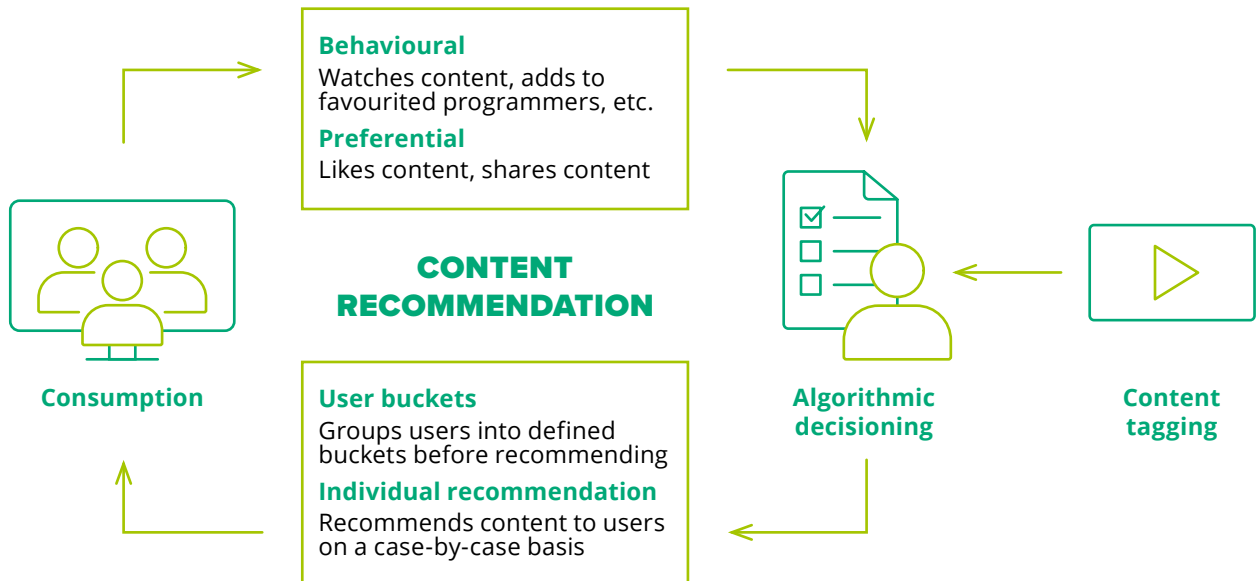 Behavioural
Watches content, adds to
favourited programmers, etc.
Preferential
Likes content, shares content
CONTENT
RECOMMENDATION
Consumption
User buckets
Groups users into defined
buckets before recommending
Individual recommendation
Recommends content to users
on a case-by-case basis
Algorithmic
decisioning
Content
tagging